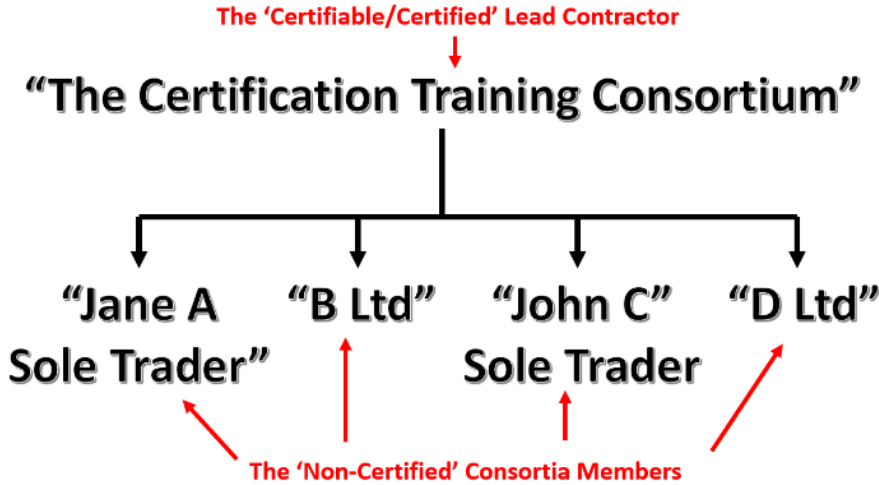 The ‘Certifiable/Certified’ Lead Contractor
“The Certification Training Consortium”
“Jane A
Sole Trader”
“B Ltd”
“John C”
Sole Trader
“D Ltd”
The ‘Non-Certified’ Consortia Members